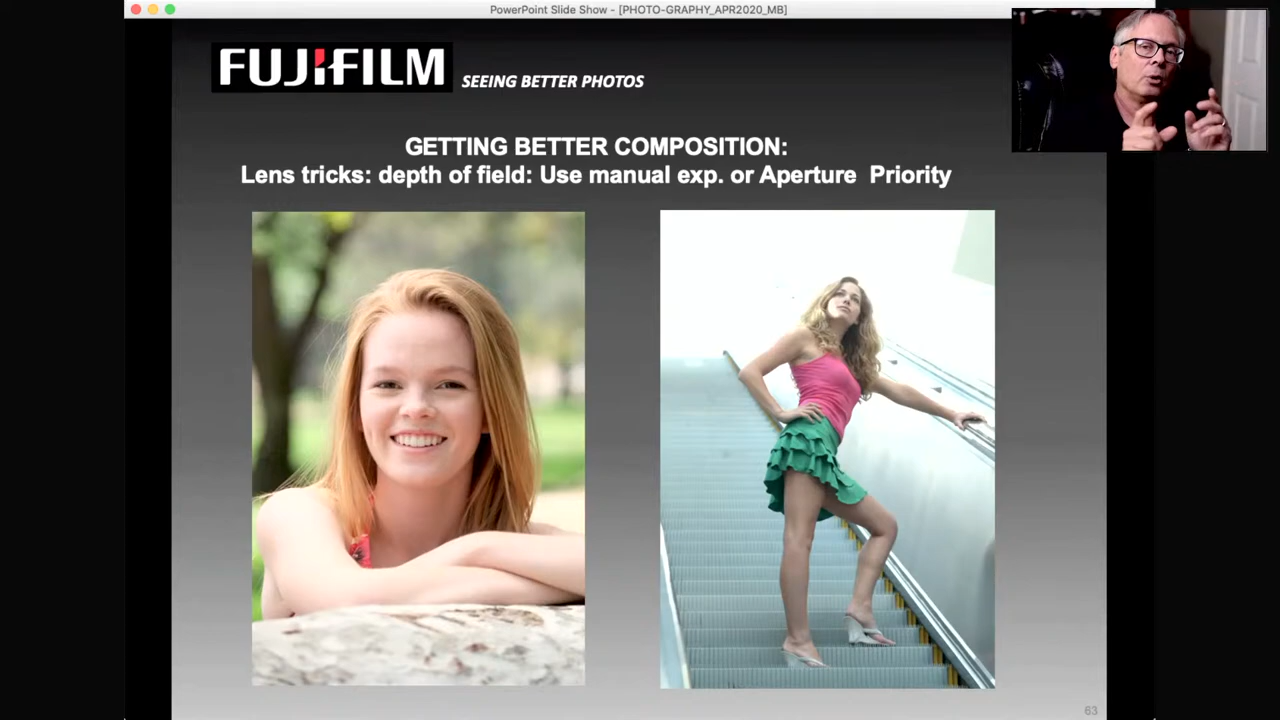 PowerPoint Slide Show - [PHOTO-GRAPHY_APR2020_MB]
FUJIFILM
SEEING BETTER PHOTOS
GETTING BETTER COMPOSITION:
Lens tricks: depth of field: Use manual exp. or Aperture Priority
63